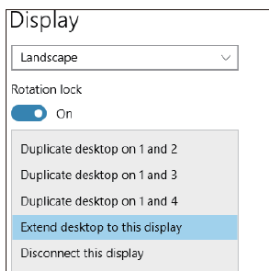 Display
Landscape
Rotation lock
On
Duplicate desktop on 1 and 2
Duplicate desktop on 1 and 3
Duplicate desktop on 1 and 4
Extend desktop to this display
Disconnect this display